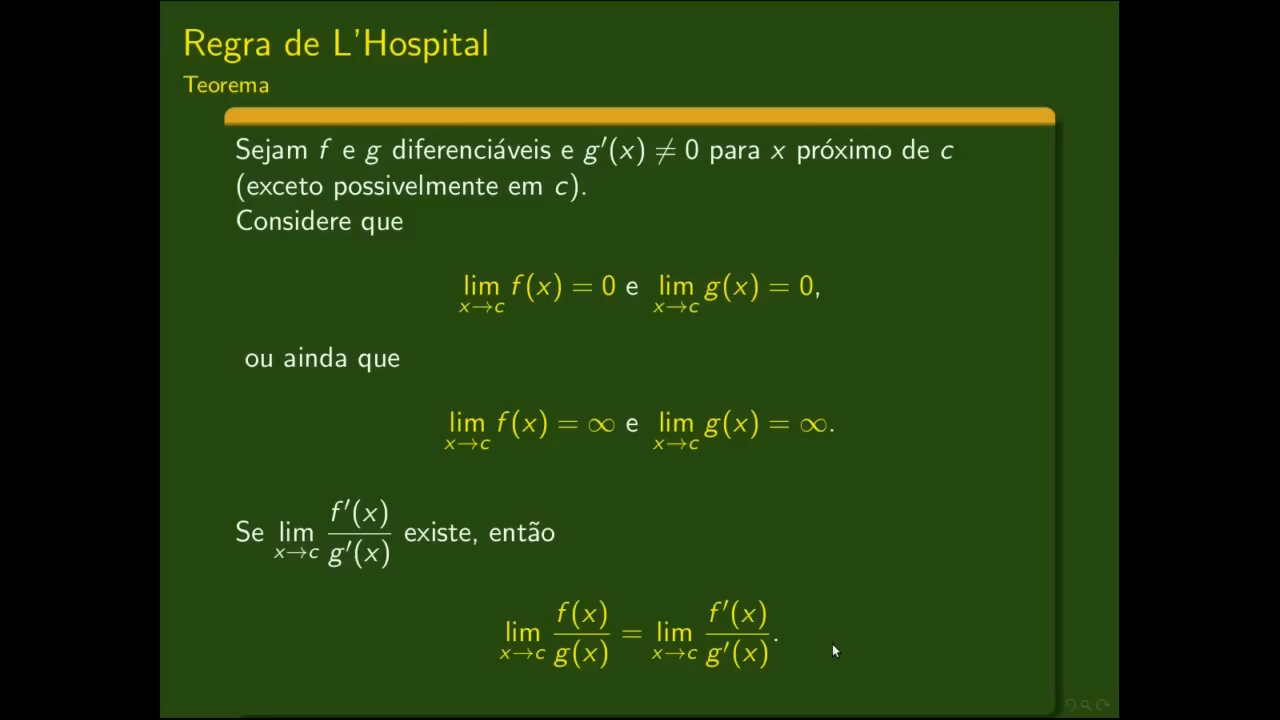 Regra de L'Hospital
Teorema
Sejam f e g diferenciáveis e g′(x) ≠ 0 para x próximo de c
(exceto possivelmente em c).
Considere que
lim_{x→c} f(x) = 0 e lim_{x→c} g(x) = 0,
ou ainda que
lim_{x→c} f(x) = ∞ e lim_{x→c} g(x) = ∞.
Se lim_{x→c} f′(x)/g′(x) existe, então
lim_{x→c} f(x)/g(x) = lim_{x→c} f′(x)/g′(x).